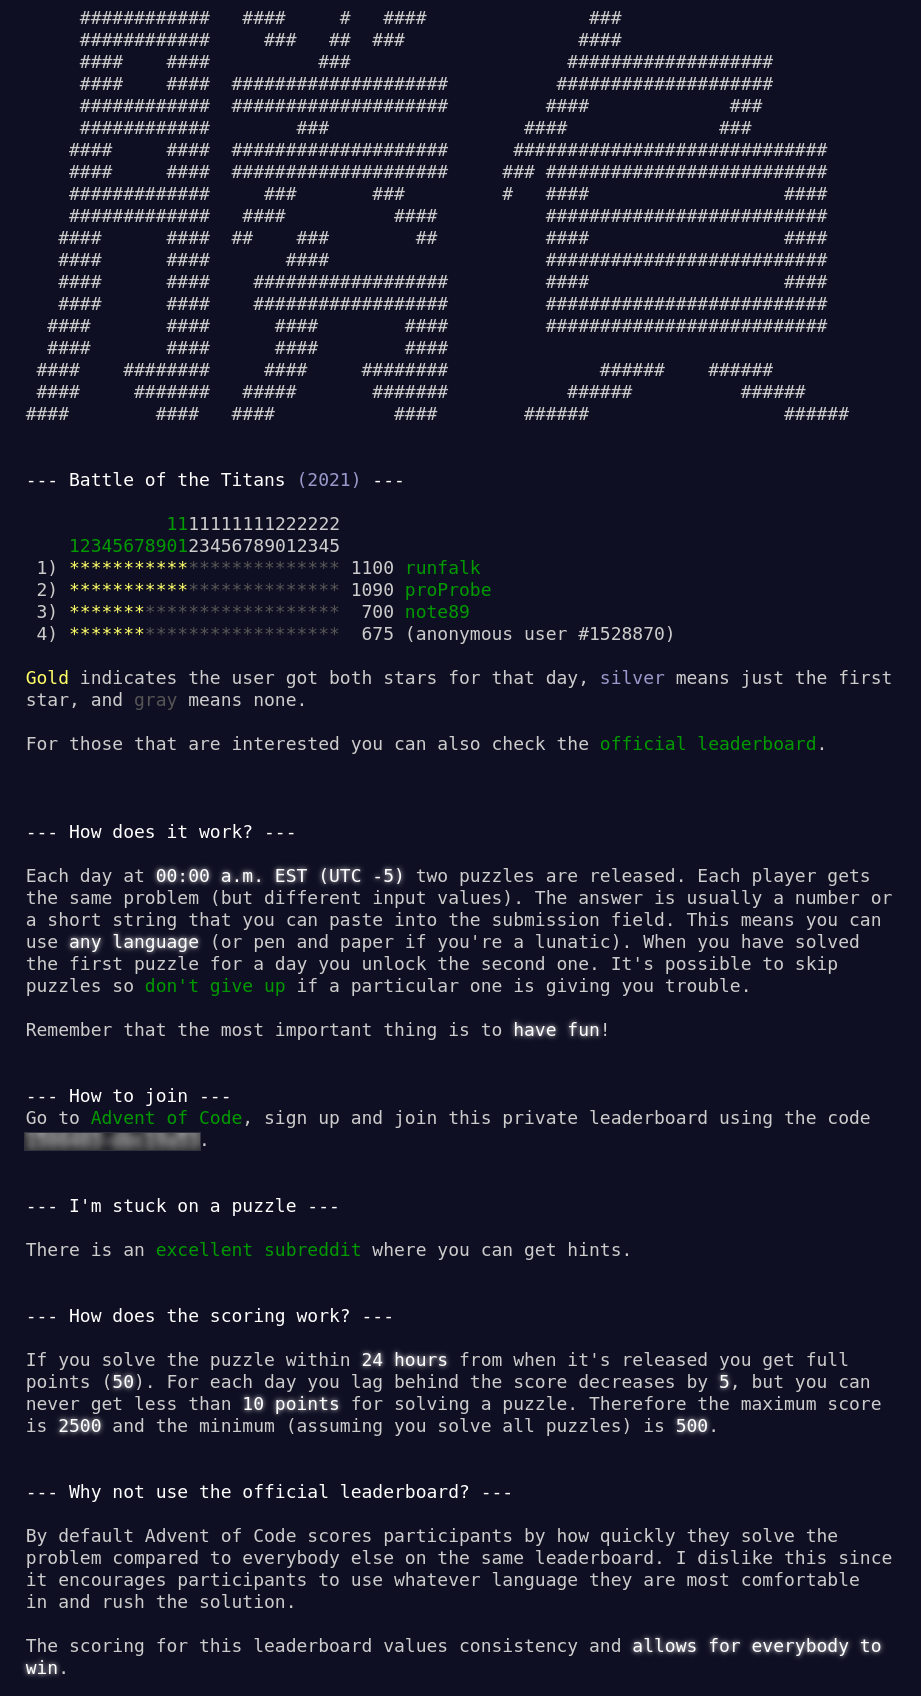 勝負
--- Battle of the Titans (2021) ---
1111111111222222
1234567890123456789012345
1) ************************* 1100 runfalk
2) ************************* 1090 proProbe
3) ************************* 700 note89
4) ************************* 675 (anonymous user #1528870)
Gold indicates the user got both stars for that day, silver means just the first
star, and gray means none.
For those that are interested you can also check the official leaderboard.
--- How does it work? ---
Each day at 00:00 a.m. EST (UTC -5) two puzzles are released. Each player gets
the same problem (but different input values). The answer is usually a number or
a short string that you can paste into the submission field. This means you can
use any language (or pen and paper if you're a lunatic). When you have solved
the first puzzle for a day you unlock the second one. It's possible to skip
puzzles so don't give up if a particular one is giving you trouble.
Remember that the most important thing is to have fun!
--- How to join ---
Go to Advent of Code, sign up and join this private leaderboard using the code
.
--- I'm stuck on a puzzle ---
There is an excellent subreddit where you can get hints.
--- How does the scoring work? ---
If you solve the puzzle within 24 hours from when it's released you get full
points (50). For each day you lag behind the score decreases by 5, but you can
never get less than 10 points for solving a puzzle. Therefore the maximum score
is 2500 and the minimum (assuming you solve all puzzles) is 500.
--- Why not use the official leaderboard? ---
By default Advent of Code scores participants by how quickly they solve the
problem compared to everybody else on the same leaderboard. I dislike this since
it encourages participants to use whatever language they are most comfortable
in and rush the solution.
The scoring for this leaderboard values consistency and allows for everybody to
win.